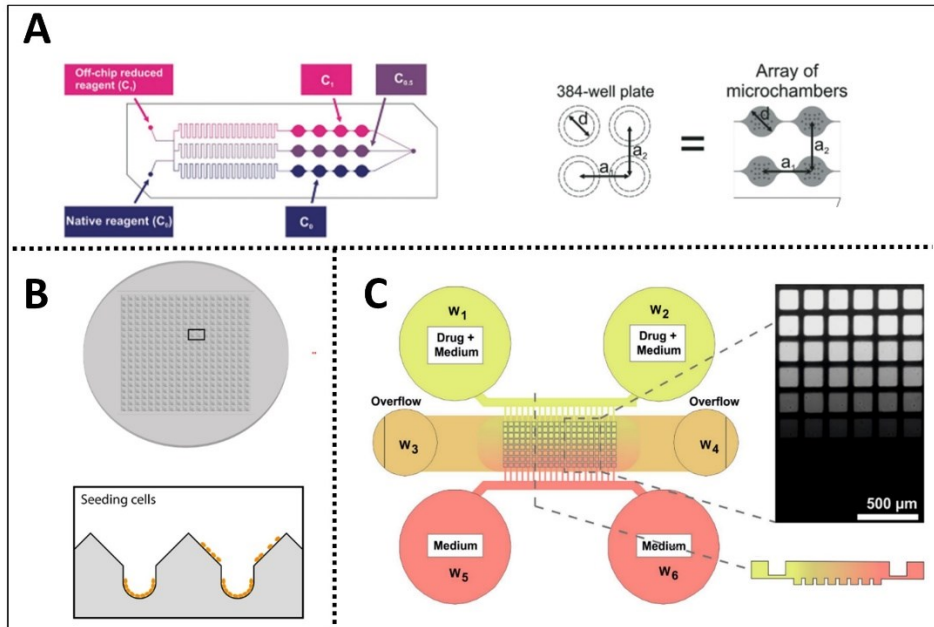 A
Off-chip reduced
reagent (C₁)
C₁
C₀.₅
Native reagent (C₀)
C₀
384-well plate
d
a₂
a₁
=
Array of
microchambers
d
a₂
a₁
B
Seeding cells
C
W₁
Drug +
Medium
W₂
Drug +
Medium
Overflow
W₃
Overflow
W₄
Medium
W₅
Medium
W₆
500 µm